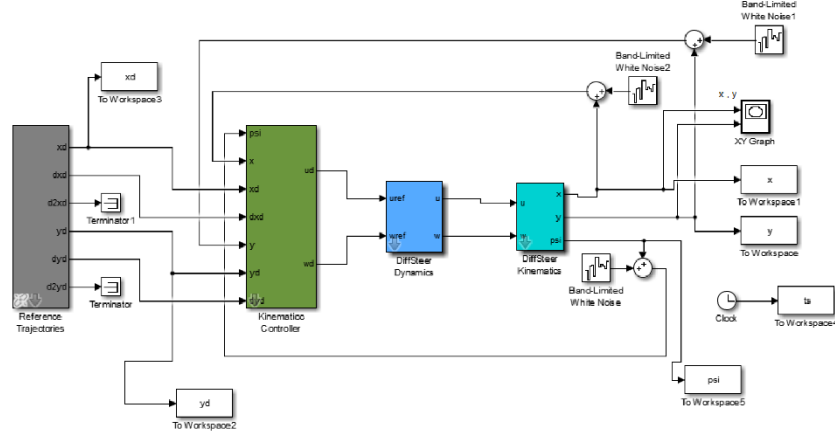 Band-Limited
White Noise1
Band-Limited
White Noise2
xd
To Workspace3
x , y
XY Graph
xd
dxd
d2xd
yd
dyd
d2yd
Reference
Trajectories
Terminator1
Terminator
psi
x
xd
dxd
y
yd
ud
wd
Kinematicc
Controller
uref
wref
u
w
DiffSteer
Dynamics
u
w
x
y
psi
DiffSteer
Kinematics
x
To Workspace1
y
To Workspace
Band-Limited
White Noise
Clock
ta
To Workspace4
psi
To Workspace5
yd
To Workspace2